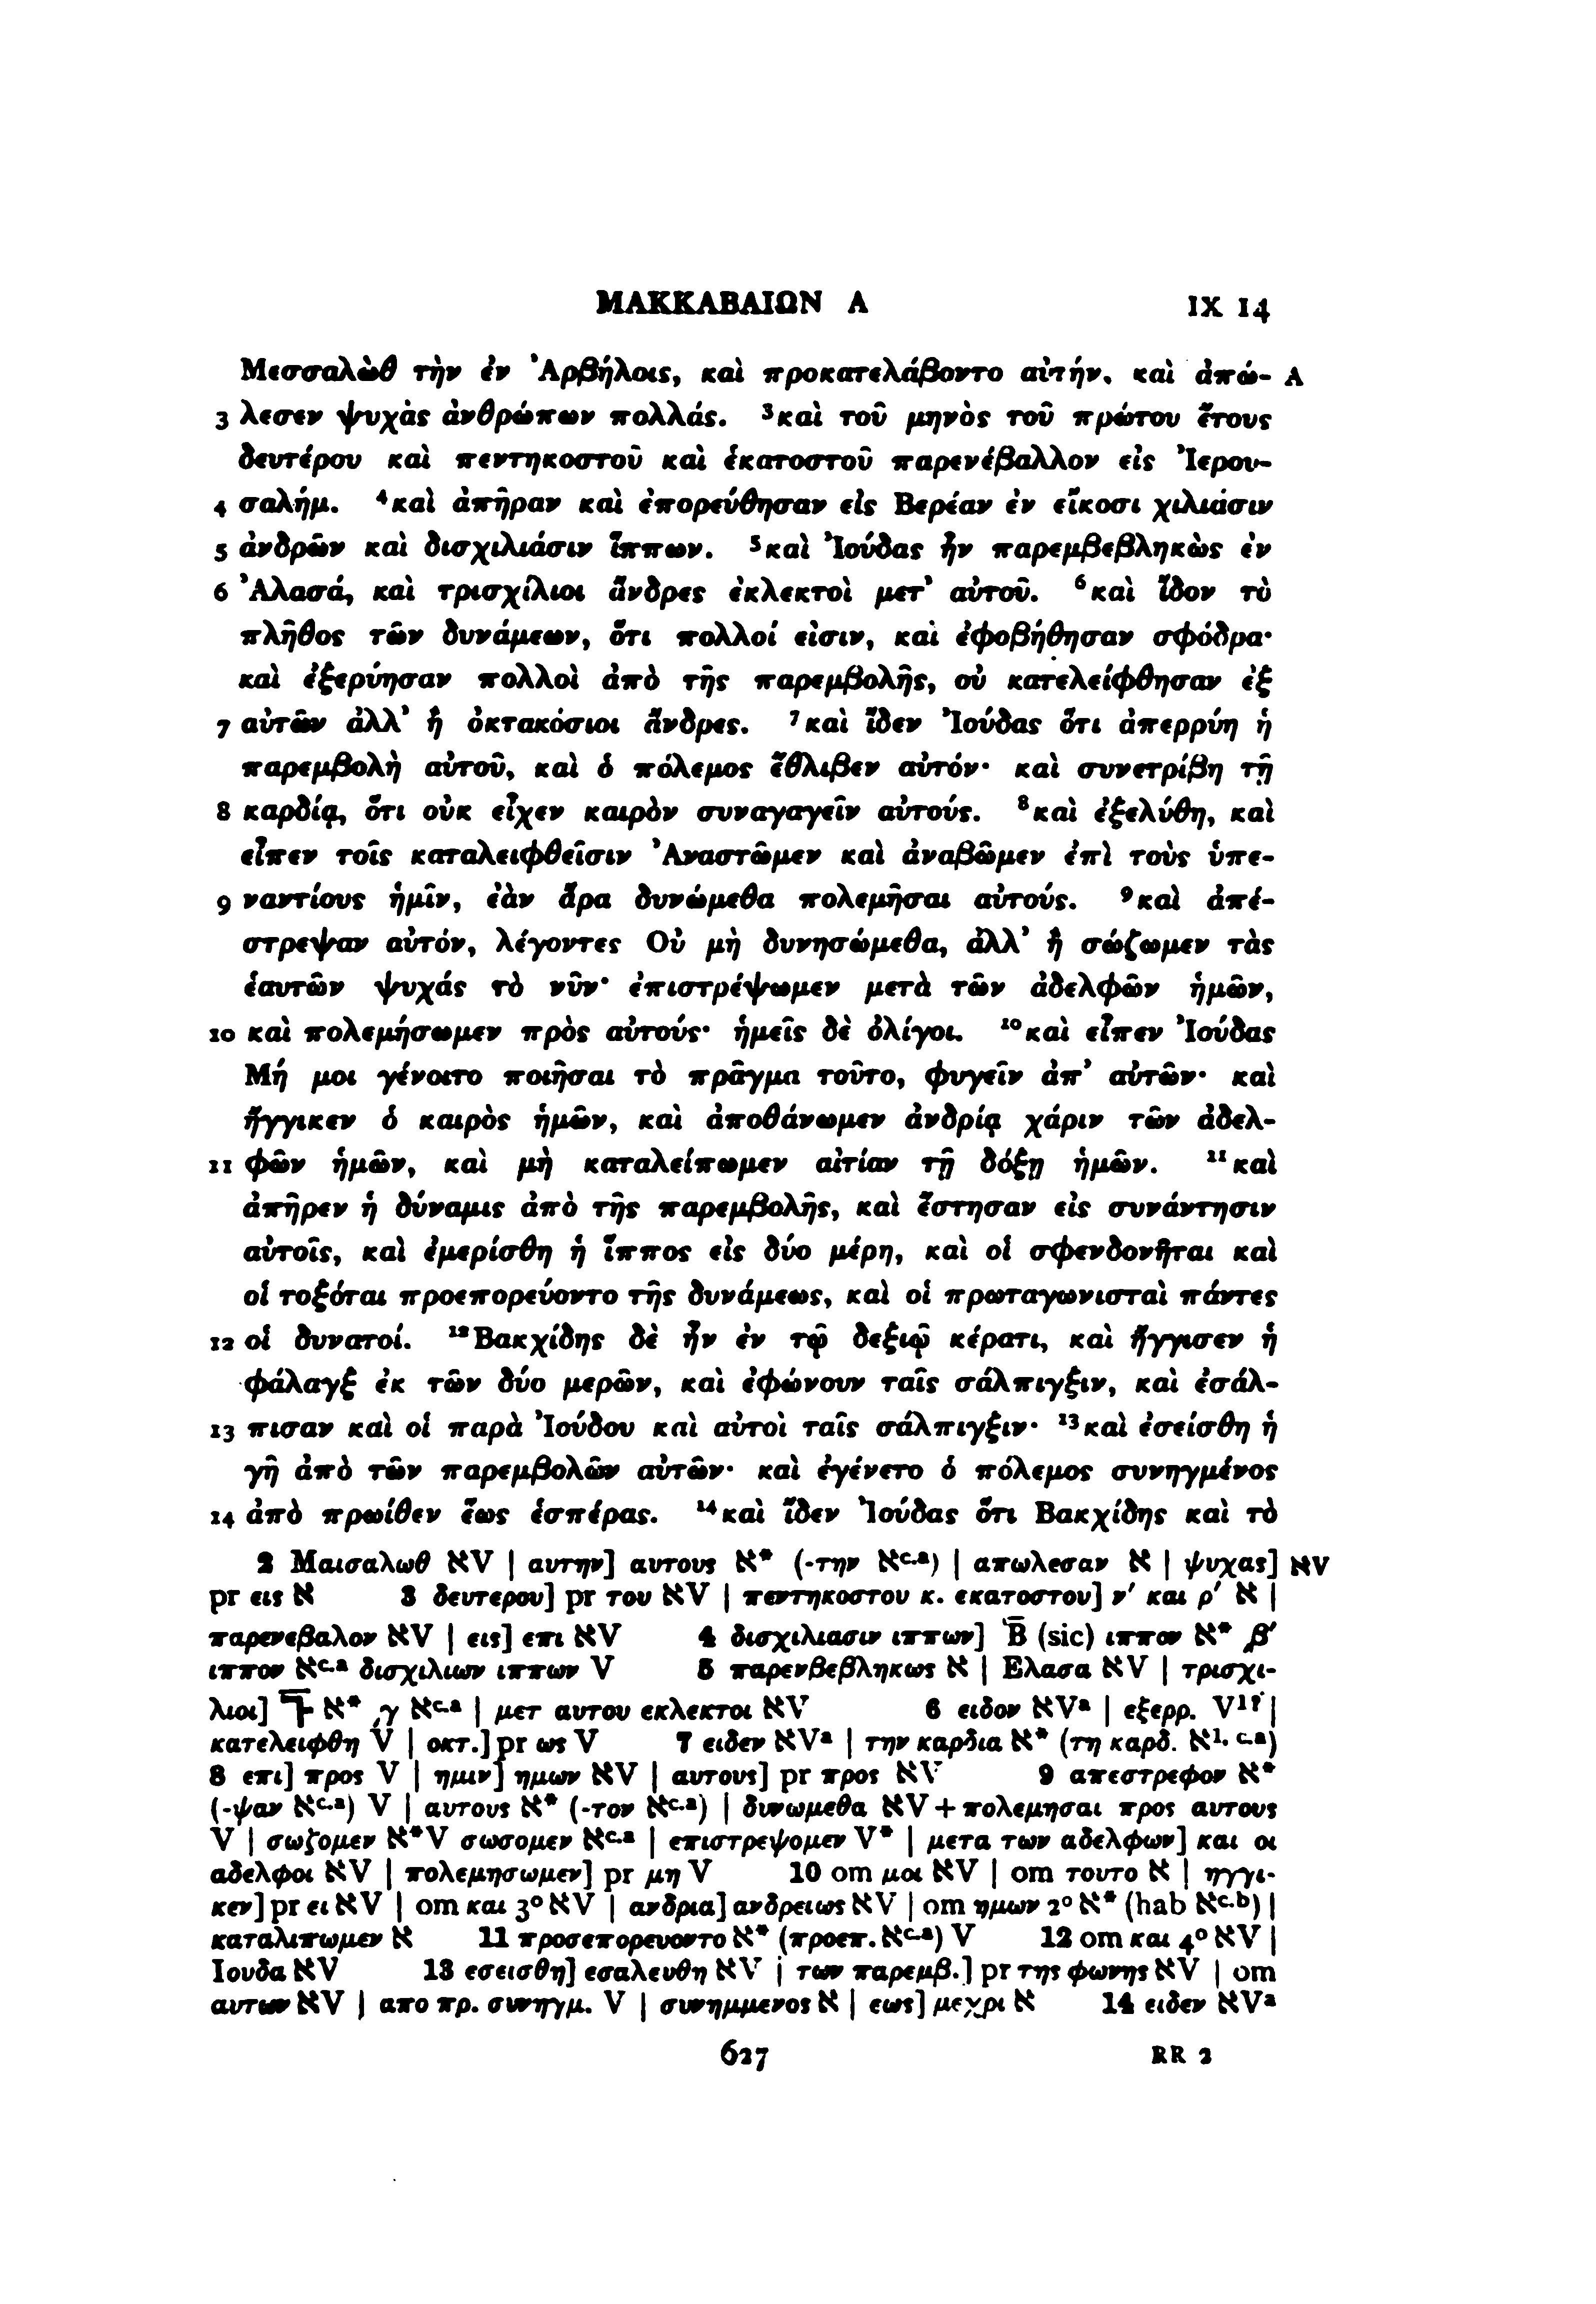 ΜΑΚΚΑΒΑΙΩΝ Α IX 14
Μεσσαλὼθ τὴν ἐν Ἀρβήλοις, καὶ προκατελάβοντο αὐτήν, καὶ ἀπώ- A
3 λεσεν ψυχὰς ἀνθρώπων πολλάς. ³καὶ τοῦ μηνὸς τοῦ πρώτου ἔτους
δευτέρου καὶ πεντηκοστοῦ καὶ ἑκατοστοῦ παρενέβαλλον εἰς Ἰερου-
4 σαλήμ. ⁴καὶ ἀπῆραν καὶ ἐπορεύθησαν εἰς Βερέαν ἐν εἴκοσι χιλιάσιν
5 ἀνδρῶν καὶ δισχιλιάσιν ἵππων. ⁵καὶ Ἰούδας ἦν παρεμβεβληκὼς ἐν
6 Ἀλασά, καὶ τρισχίλιοι ἄνδρες ἐκλεκτοὶ μετ’ αὐτοῦ. ⁶καὶ ἴδον τὸ
πλῆθος τῶν δυνάμεων, ὅτι πολλοί εἰσιν, καὶ ἐφοβήθησαν σφόδρα·
καὶ ἐξερύησαν πολλοὶ ἀπὸ τῆς παρεμβολῆς, οὐ κατελείφθησαν ἐξ
7 αὐτῶν ἀλλ’ ἢ ὀκτακόσιοι ἄνδρες. ⁷καὶ ἴδεν Ἰούδας ὅτι ἀπερρύη ἡ
παρεμβολὴ αὐτοῦ, καὶ ὁ πόλεμος ἔθλιβεν αὐτόν· καὶ συνετρίβη τῇ
8 καρδίᾳ, ὅτι οὐκ εἶχεν καιρὸν συναγαγεῖν αὐτούς. ⁸καὶ ἐξελύθη, καὶ
εἶπεν τοῖς καταλειφθεῖσιν Ἀναστῶμεν καὶ ἀναβῶμεν ἐπὶ τοὺς ὑπε-
9 ναντίους ἡμῖν, ἐὰν ἄρα δυνώμεθα πολεμῆσαι αὐτούς. ⁹καὶ ἀπέ-
στρεψαν αὐτόν, λέγοντες Οὐ μὴ δυνησώμεθα, ἀλλ’ ἢ σώζωμεν τὰς
ἑαυτῶν ψυχάς τὸ νῦν· ἐπιστρέψωμεν μετὰ τῶν ἀδελφῶν ἡμῶν,
10 καὶ πολεμήσωμεν πρὸς αὐτούς· ἡμεῖς δὲ ὀλίγοι. ¹⁰καὶ εἶπεν Ἰούδας
Μή μοι γένοιτο ποιῆσαι τὸ πρᾶγμα τοῦτο, φυγεῖν ἀπ’ αὐτῶν· καὶ
ἤγγικεν ὁ καιρὸς ἡμῶν, καὶ ἀποθάνωμεν ἀνδρίᾳ χάριν τῶν ἀδελ-
11 φῶν ἡμῶν, καὶ μὴ καταλείπωμεν αἰτίαν τῇ δόξῃ ἡμῶν. ¹¹καὶ
ἀπῆρεν ἡ δύναμις ἀπὸ τῆς παρεμβολῆς, καὶ ἔστησαν εἰς συνάντησιν
αὐτοῖς, καὶ ἐμερίσθη ἡ ἵππος εἰς δύο μέρη, καὶ οἱ σφενδονῆται καὶ
οἱ τοξόται προεπορεύοντο τῆς δυνάμεως, καὶ οἱ πρωταγωνισταὶ πάντες
12 οἱ δυνατοί. ¹²Βακχίδης δὲ ἦν ἐν τῷ δεξιῷ κέρατι, καὶ ἤγγισεν ἡ
φάλαγξ ἐκ τῶν δύο μερῶν, καὶ ἐφώνουν ταῖς σάλπιγξιν, καὶ ἐσάλ-
13 πισαν καὶ οἱ παρὰ Ἰούδου καὶ αὐτοὶ ταῖς σάλπιγξιν· ¹³καὶ ἐσείσθη ἡ
γῆ ἀπὸ τῶν παρεμβολῶν αὐτῶν· καὶ ἐγένετο ὁ πόλεμος συνηγμένος
14 ἀπὸ πρωίθεν ἕως ἑσπέρας. ¹⁴καὶ ἴδεν Ἰούδας ὅτι Βακχίδης καὶ τὸ
2 Μαισαλωθ אV | αυτην] αυτους א* (-την אc.a) | απωλεσαν א | ψυχας] אV
pr εις א 3 δευτερου] pr του אV | πεντηκοστου κ. εκατοστου] ν′ και ρ′ א |
παρενεβαλον אV | εις] επι אV 4 δισχιλιασιν ιππων] B̅ (sic) ιππον א* ͵β′
ιππον אc.a δισχιλιων ιππων V 5 παρενβεβληκως א | Ελασα אV | τρισχι-
λιοι] א* ͵γ אc.a | μετ αυτου εκλεκτοι אV 6 ειδον אVa | εξερρ. V1? |
κατελειφθη V | οκτ.] pr ως V 7 ειδεν אVa | την καρδια א* (τη καρδ. א1. c.a)
8 επι] προς V | ημιν] ημων אV | αυτους] pr προς אV 9 απεστρεφον א*
(-ψαν אc.a) V | αυτους א* (-τον אc.a) | δυνωμεθα אV + πολεμησαι προς αυτους
V | σωζομεν א*V σωσομεν אc.a | επιστρεψομεν V* | μετα των αδελφων] και οι
αδελφοι אV | πολεμησωμεν] pr μη V 10 om μοι אV | om τουτο א | ηγγι-
κεν] pr ει אV | om και 3° אV | ανδρια] ανδρειως אV | om ημων 2° א* (hab אc.b) |
καταλιπωμεν א 11 προσεπορευοντο א* (προεπ. אc.a) V 12 om και 4° אV |
Ιουδα אV 13 εσεισθη] εσαλευθη אV | των παρεμβ.] pr της φωνης אV | om
αυτων אV | απο πρ. συνηγμ. V | συνημμενος א | εως] μεχρι א 14 ειδεν אVa
627 RR 2